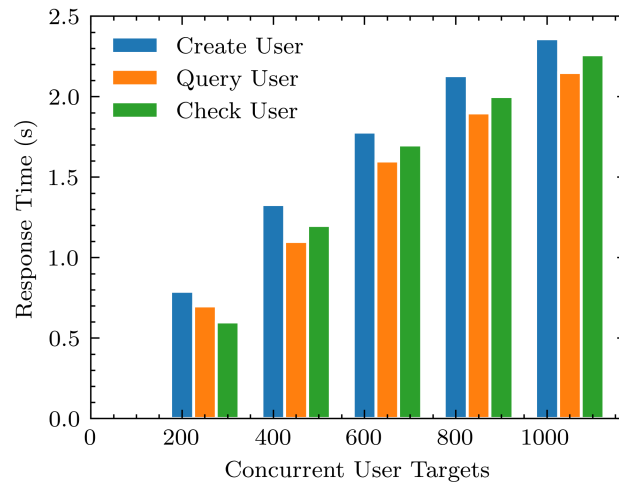 2.5
2.0
1.5
1.0
0.5
0.0
Response Time (s)
Create User
Query User
Check User
0 200 400 600 800 1000
Concurrent User Targets